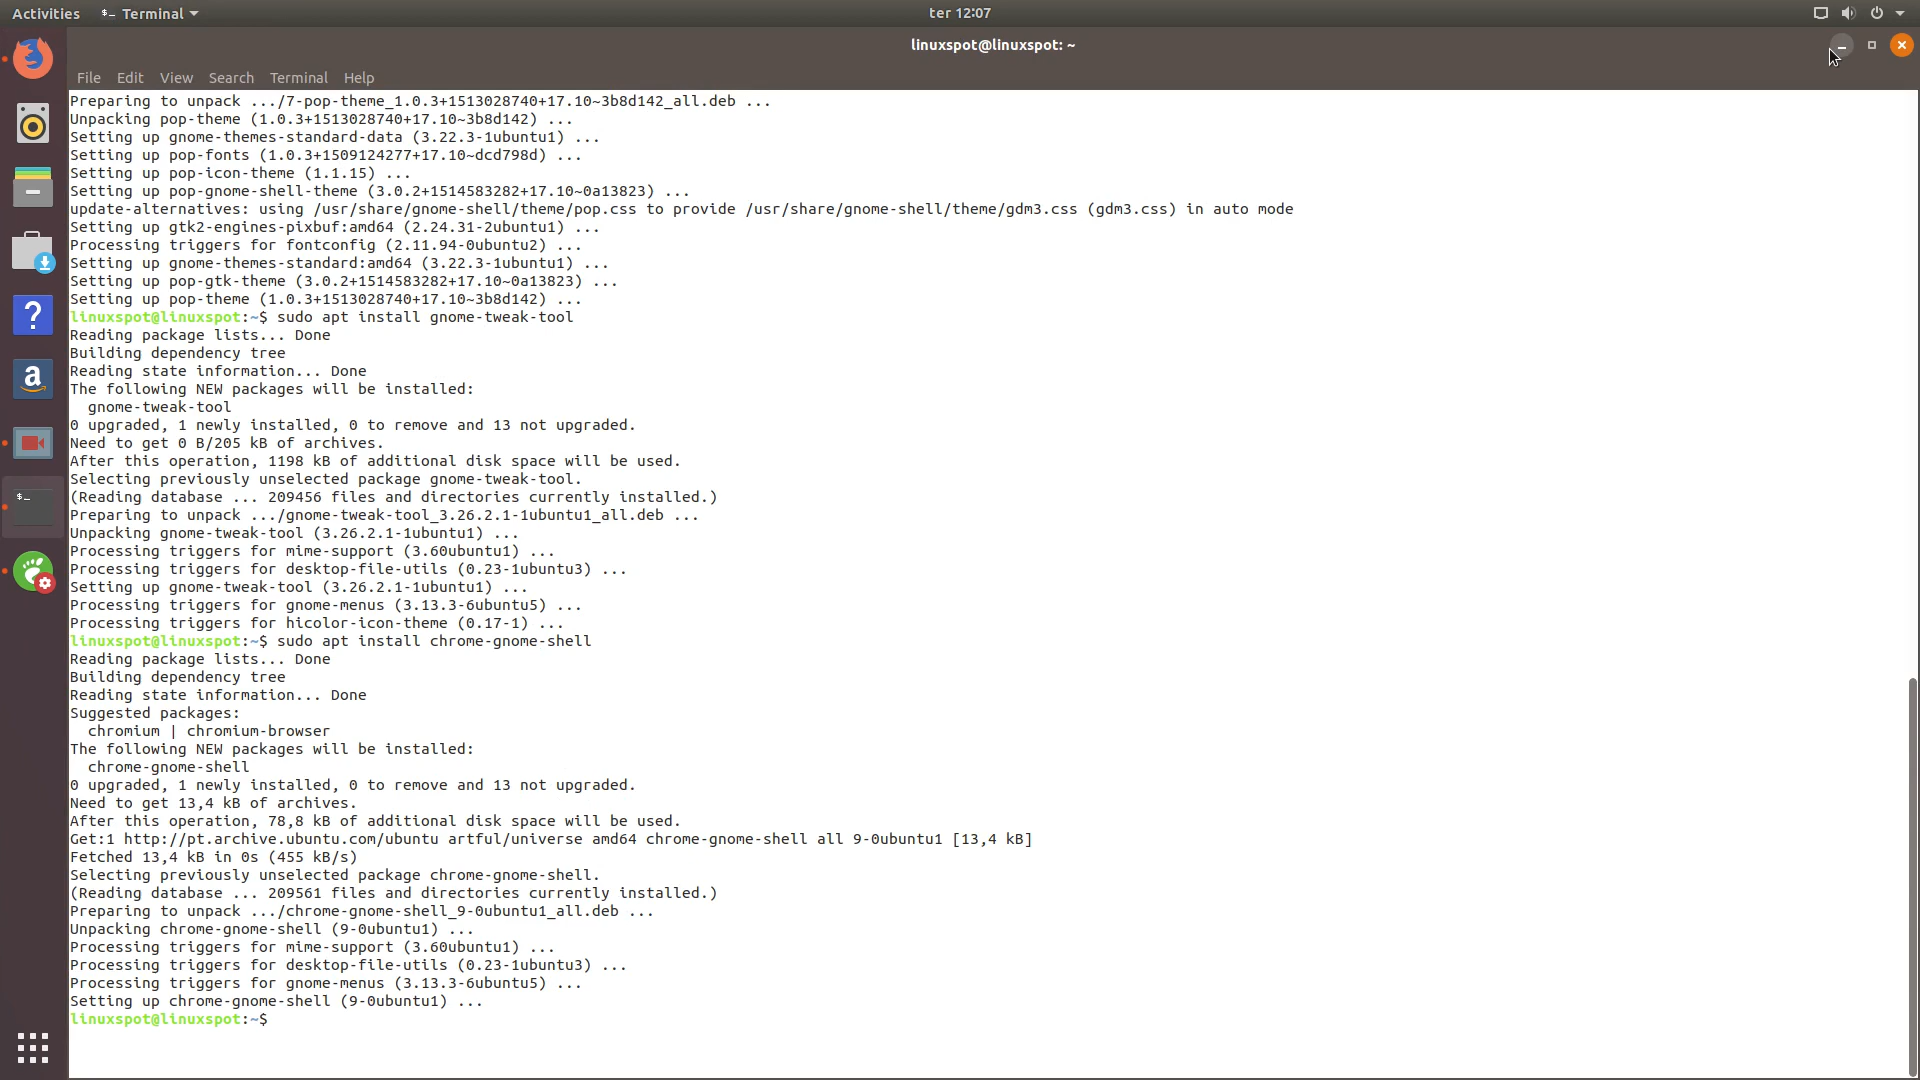 Activities
Terminal
ter 12:07
linuxspot@linuxspot: ~
File Edit View Search Terminal Help
Preparing to unpack .../7-pop-theme_1.0.3+1513028740+17.10~3b8d142_all.deb ...
Unpacking pop-theme (1.0.3+1513028740+17.10~3b8d142) ...
Setting up gnome-themes-standard-data (3.22.3-1ubuntu1) ...
Setting up pop-fonts (1.0.3+1509124277+17.10~dcd798d) ...
Setting up pop-icon-theme (1.1.15) ...
Setting up pop-gnome-shell-theme (3.0.2+1514583282+17.10~0a13823) ...
update-alternatives: using /usr/share/gnome-shell/theme/pop.css to provide /usr/share/gnome-shell/theme/gdm3.css (gdm3.css) in auto mode
Setting up gtk2-engines-pixbuf:amd64 (2.24.31-2ubuntu1) ...
Processing triggers for fontconfig (2.11.94-0ubuntu2) ...
Setting up gnome-themes-standard:amd64 (3.22.3-1ubuntu1) ...
Setting up pop-gtk-theme (3.0.2+1514583282+17.10~0a13823) ...
Setting up pop-theme (1.0.3+1513028740+17.10~3b8d142) ...
linuxspot@linuxspot:~$ sudo apt install gnome-tweak-tool
Reading package lists... Done
Building dependency tree
Reading state information... Done
The following NEW packages will be installed:
  gnome-tweak-tool
0 upgraded, 1 newly installed, 0 to remove and 13 not upgraded.
Need to get 0 B/205 kB of archives.
After this operation, 1198 kB of additional disk space will be used.
Selecting previously unselected package gnome-tweak-tool.
(Reading database ... 209456 files and directories currently installed.)
Preparing to unpack .../gnome-tweak-tool_3.26.2.1-1ubuntu1_all.deb ...
Unpacking gnome-tweak-tool (3.26.2.1-1ubuntu1) ...
Processing triggers for mime-support (3.60ubuntu1) ...
Processing triggers for desktop-file-utils (0.23-1ubuntu3) ...
Setting up gnome-tweak-tool (3.26.2.1-1ubuntu1) ...
Processing triggers for gnome-menus (3.13.3-6ubuntu5) ...
Processing triggers for hicolor-icon-theme (0.17-1) ...
linuxspot@linuxspot:~$ sudo apt install chrome-gnome-shell
Reading package lists... Done
Building dependency tree
Reading state information... Done
Suggested packages:
  chromium | chromium-browser
The following NEW packages will be installed:
  chrome-gnome-shell
0 upgraded, 1 newly installed, 0 to remove and 13 not upgraded.
Need to get 13,4 kB of archives.
After this operation, 78,8 kB of additional disk space will be used.
Get:1 http://pt.archive.ubuntu.com/ubuntu artful/universe amd64 chrome-gnome-shell all 9-0ubuntu1 [13,4 kB]
Fetched 13,4 kB in 0s (455 kB/s)
Selecting previously unselected package chrome-gnome-shell.
(Reading database ... 209561 files and directories currently installed.)
Preparing to unpack .../chrome-gnome-shell_9-0ubuntu1_all.deb ...
Unpacking chrome-gnome-shell (9-0ubuntu1) ...
Processing triggers for mime-support (3.60ubuntu1) ...
Processing triggers for desktop-file-utils (0.23-1ubuntu3) ...
Processing triggers for gnome-menus (3.13.3-6ubuntu5) ...
Setting up chrome-gnome-shell (9-0ubuntu1) ...
linuxspot@linuxspot:~$